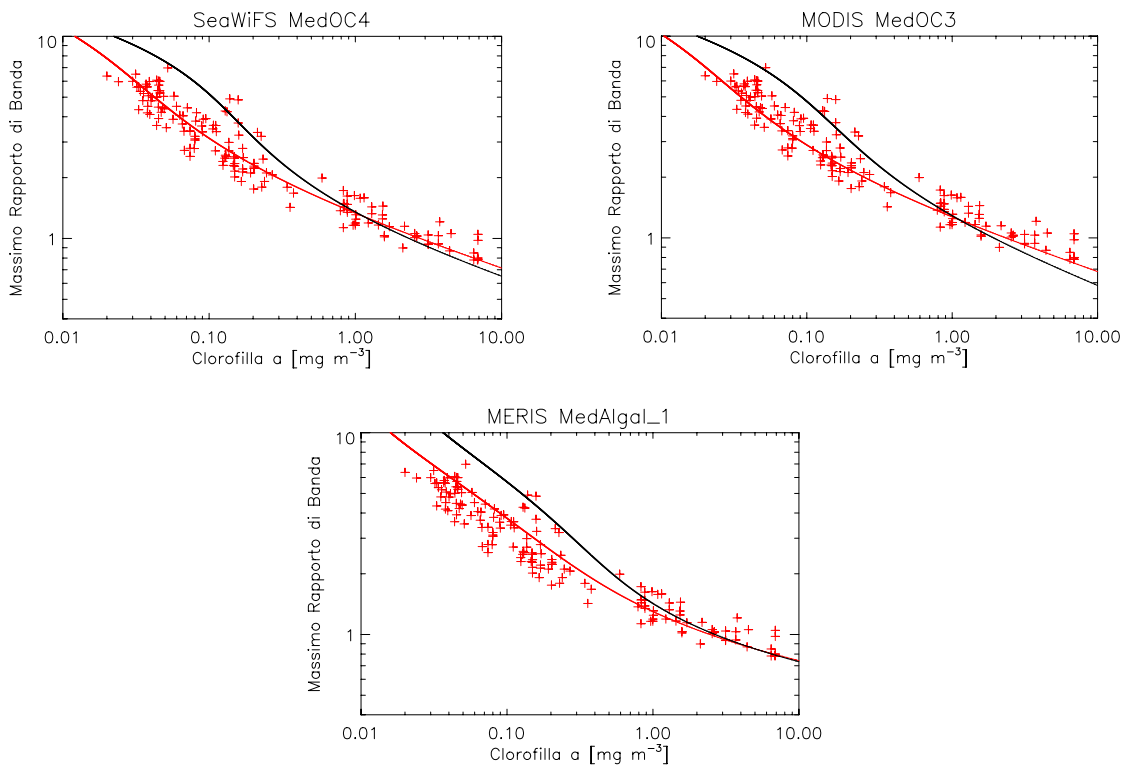 SeaWiFS MedOC4
10
1
Massimo Rapporto di Banda
0.01 0.10 1.00 10.00
Clorofilla a [mg m⁻³]
MODIS MedOC3
10
1
Massimo Rapporto di Banda
0.01 0.10 1.00 10.00
Clorofilla a [mg m⁻³]
MERIS MedAlgal_1
10
1
Massimo Rapporto di Banda
0.01 0.10 1.00 10.00
Clorofilla a [mg m⁻³]